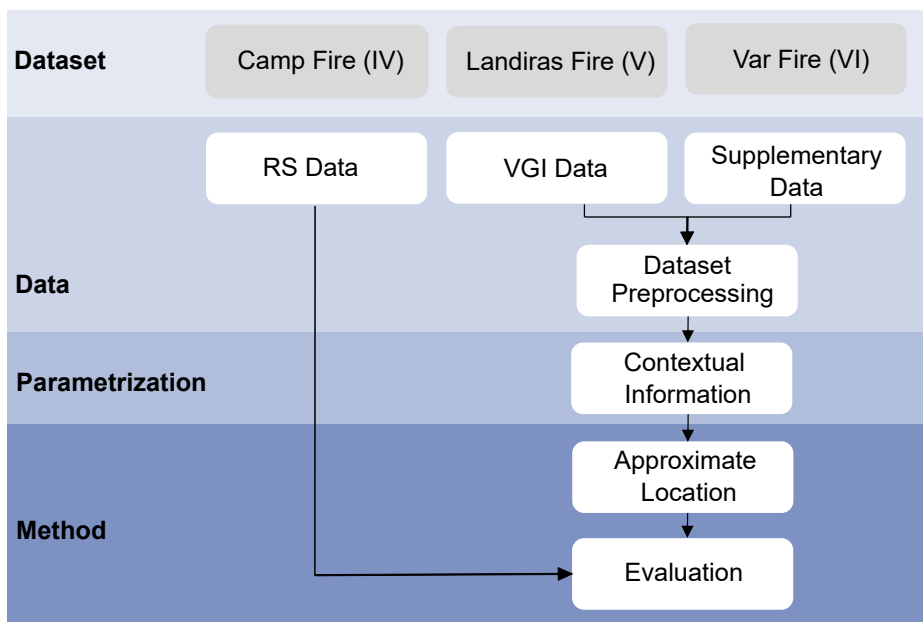 Dataset
Camp Fire (IV)
Landiras Fire (V)
Var Fire (VI)
RS Data
VGI Data
Supplementary
Data
Data
Dataset
Preprocessing
Parametrization
Contextual
Information
Method
Approximate
Location
Evaluation